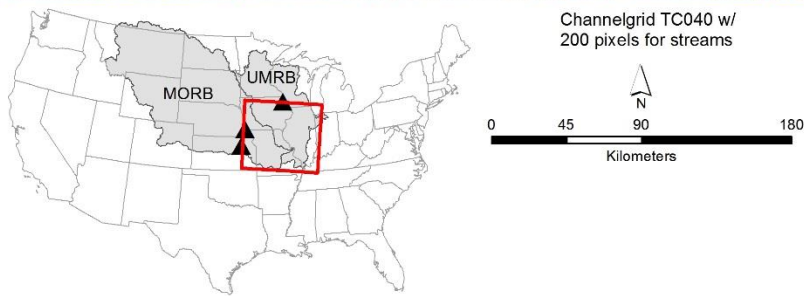 Channelgrid TC040 w/
200 pixels for streams
UMRB
MORB
N
0 45 90 180
Kilometers